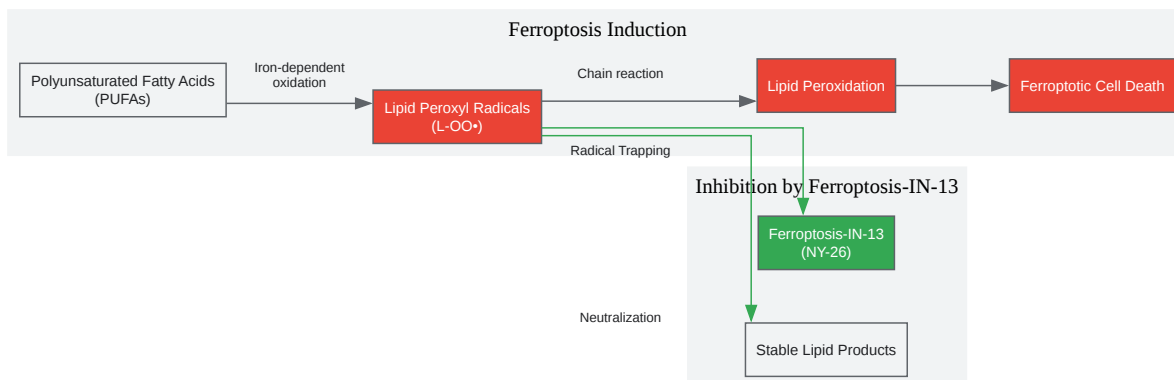 Ferroptosis Induction
Polyunsaturated Fatty Acids
(PUFAs)
Iron-dependent
oxidation
Lipid Peroxyl Radicals
(L-OO•)
Chain reaction
Lipid Peroxidation
Ferroptotic Cell Death
Radical Trapping
Inhibition by Ferroptosis-IN-13
Ferroptosis-IN-13
(NY-26)
Neutralization
Stable Lipid Products